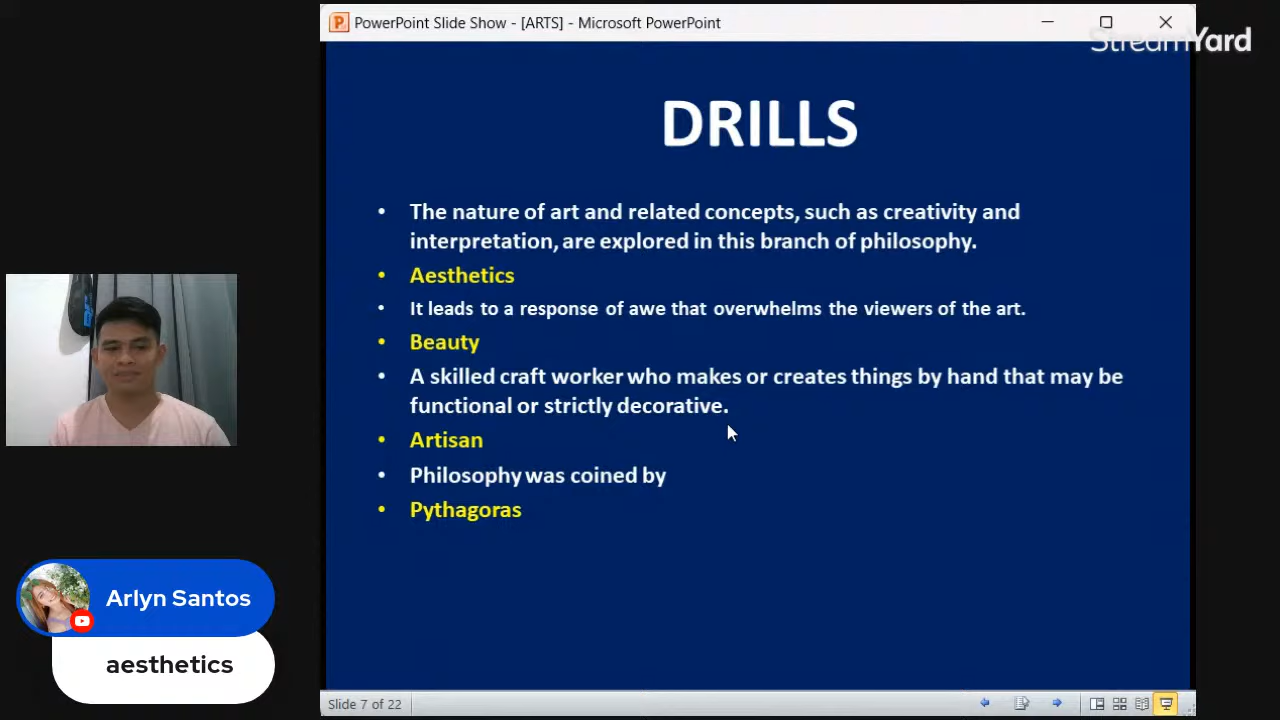 PowerPoint Slide Show - [ARTS] - Microsoft PowerPoint
StreamYard
DRILLS
• The nature of art and related concepts, such as creativity and
interpretation, are explored in this branch of philosophy.
• Aesthetics
• It leads to a response of awe that overwhelms the viewers of the art.
• Beauty
• A skilled craft worker who makes or creates things by hand that may be
functional or strictly decorative.
• Artisan
• Philosophy was coined by
• Pythagoras
Arlyn Santos
aesthetics
Slide 7 of 22